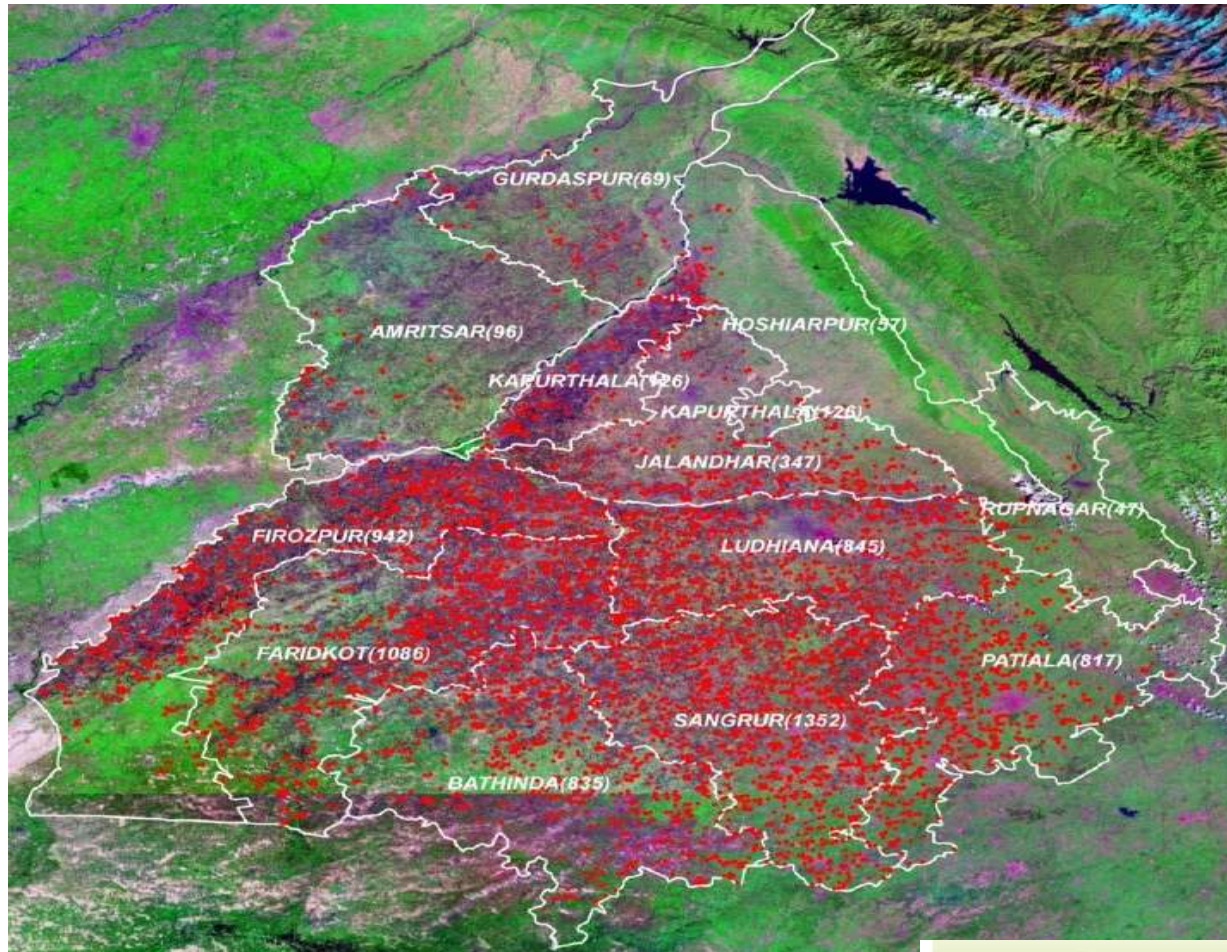 GURDASPUR(69)
AMRITSAR(96)
HOSHIARPUR(57)
KAPURTHALA(126)
KAPURTHALA(126)
JALANDHAR(347)
RUPNAGAR(47)
FIROZPUR(942)
LUDHIANA(845)
FARIDKOT(1086)
PATIALA(817)
SANGRUR(1352)
BATHINDA(835)